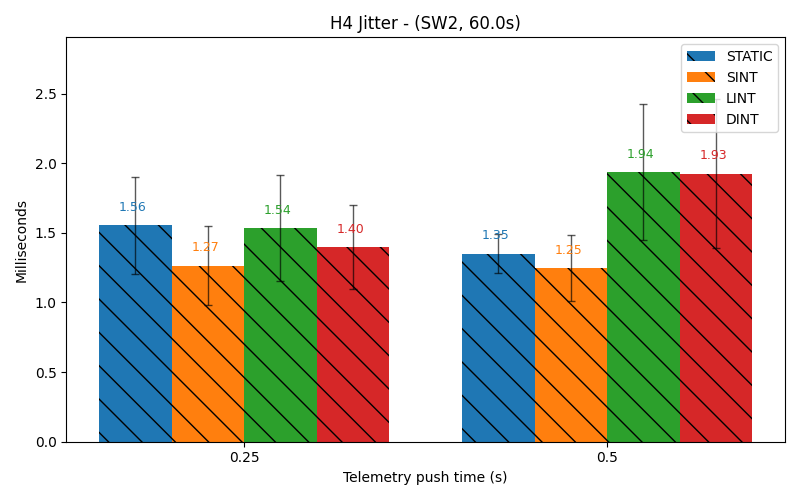 H4 Jitter - (SW2, 60.0s)
STATIC
SINT
LINT
DINT
Milliseconds
2.5
2.0
1.5
1.0
0.5
0.0
1.56
1.27
1.54
1.40
1.35
1.25
1.94
1.93
0.25
0.5
Telemetry push time (s)